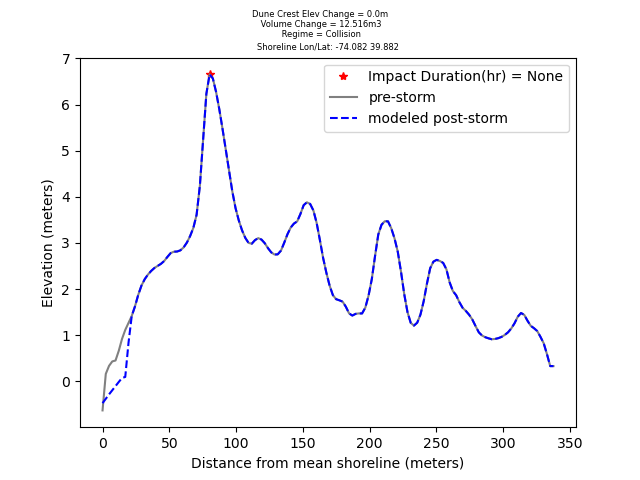 Dune Crest Elev Change = 0.0m
Volume Change = 12.516m3
Regime = Collision
Shoreline Lon/Lat: -74.082 39.882
Impact Duration(hr) = None
pre-storm
modeled post-storm
Elevation (meters)
7
6
5
4
3
2
1
0
0 50 100 150 200 250 300 350
Distance from mean shoreline (meters)